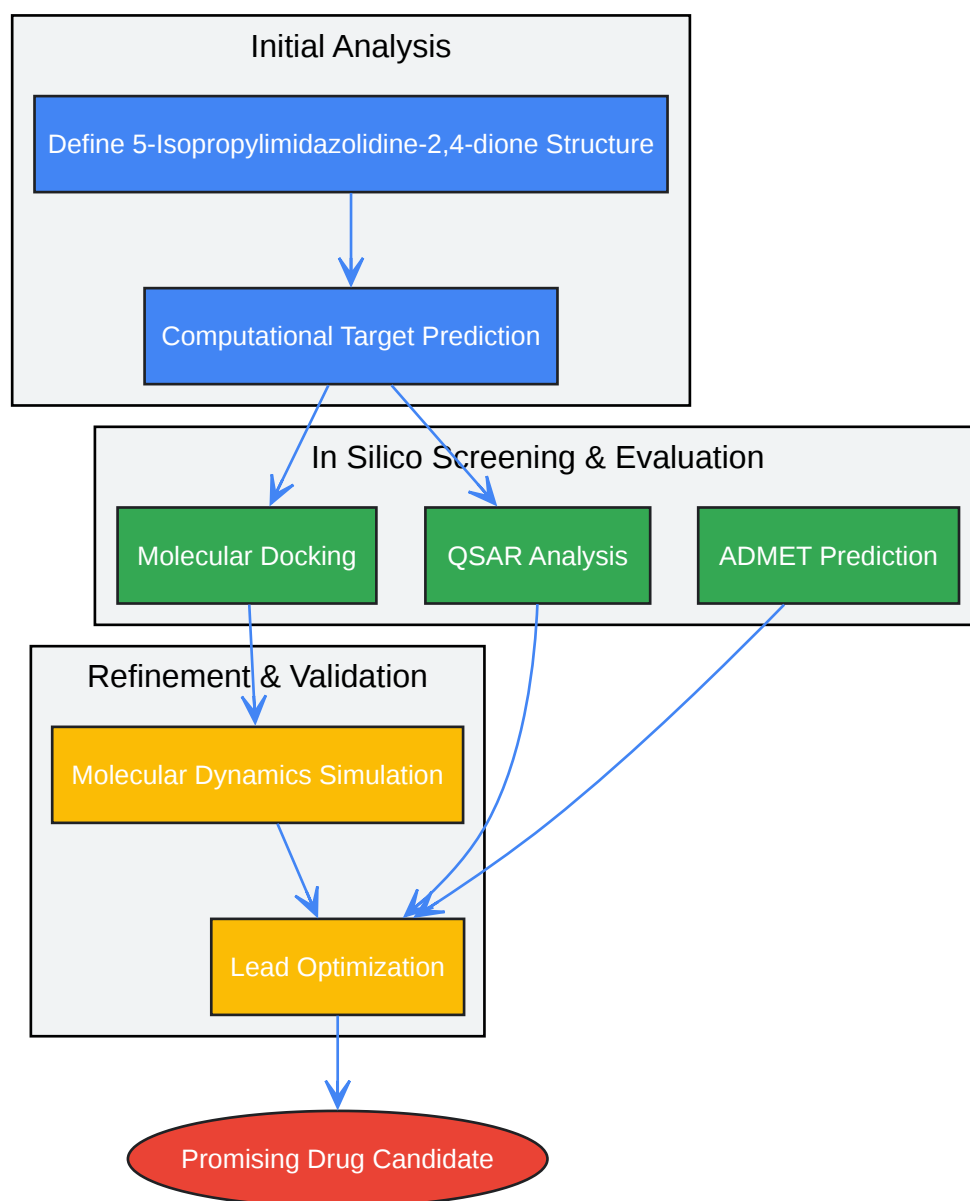 Initial Analysis
Define 5-Isopropylimidazolidine-2,4-dione Structure
Computational Target Prediction
In Silico Screening & Evaluation
Molecular Docking
QSAR Analysis
ADMET Prediction
Refinement & Validation
Molecular Dynamics Simulation
Lead Optimization
Promising Drug Candidate